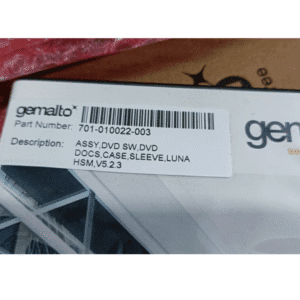 gemalto
Part Number: 701-010022-003
Description: ASSY,DVD SW,DVD
DOCS,CASE,SLEEVE,LUNA
HSM,V5.2.3
gem